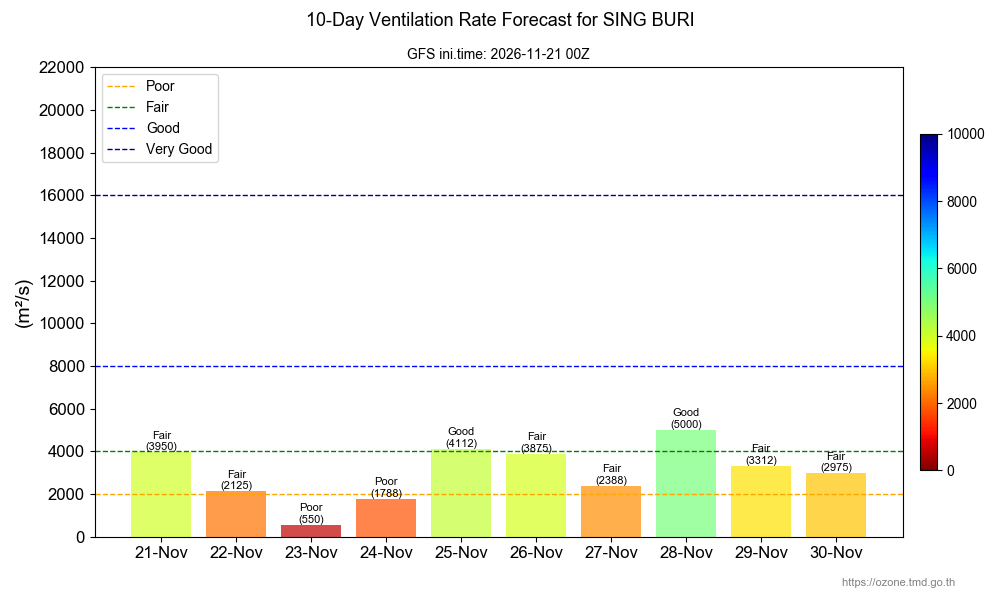 10-Day Ventilation Rate Forecast for SING BURI
GFS ini.time: 2026-11-21 00Z
(m²/s)
22000
20000
18000
16000
14000
12000
10000
8000
6000
4000
2000
0
Poor
Fair
Good
Very Good
Fair
(3950)
Fair
(2125)
Poor
(550)
Poor
(1788)
Good
(4112)
Fair
(3875)
Fair
(2388)
Good
(5000)
Fair
(3312)
Fair
(2975)
21-Nov
22-Nov
23-Nov
24-Nov
25-Nov
26-Nov
27-Nov
28-Nov
29-Nov
30-Nov
10000
8000
6000
4000
2000
0
https://ozone.tmd.go.th